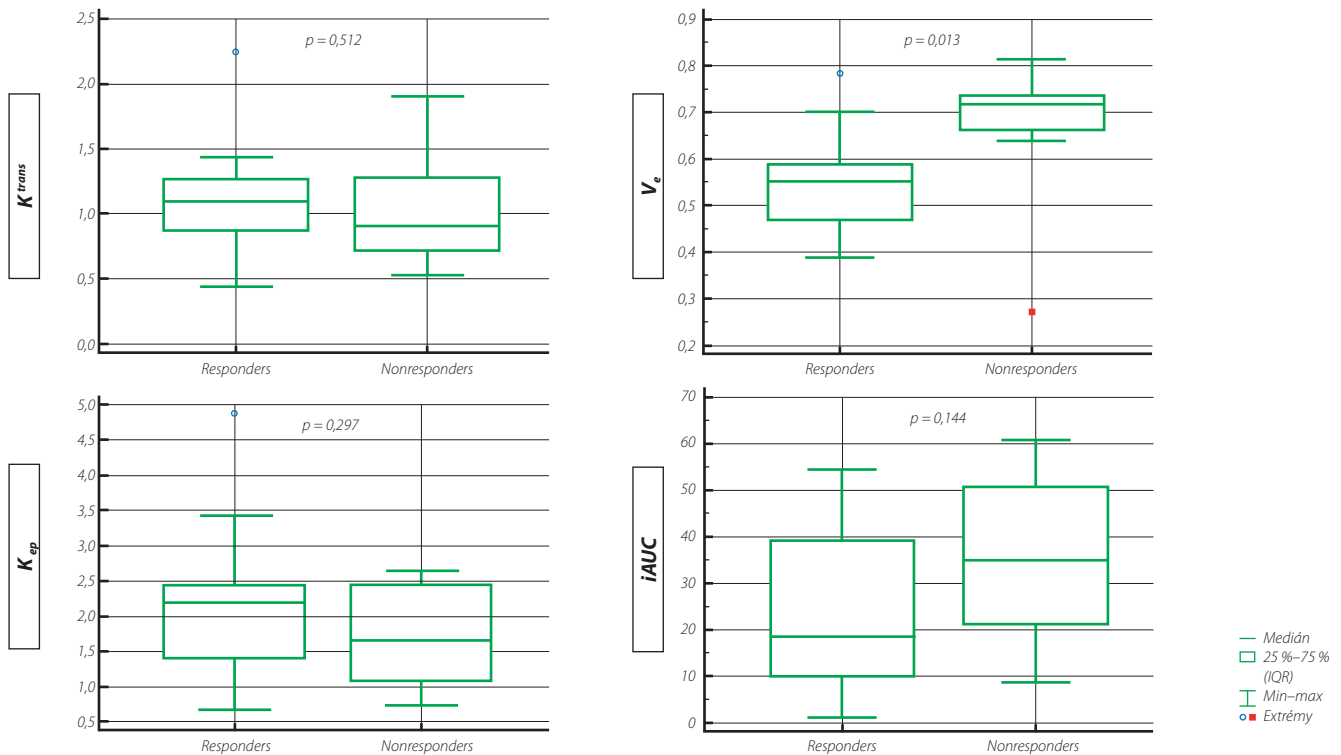 K trans
2,5
2,0
1,5
1,0
0,5
0,0
p = 0,512
Responders
Nonresponders
Ve
0,9
0,8
0,7
0,6
0,5
0,4
0,3
0,2
p = 0,013
Responders
Nonresponders
K ep
5,0
4,5
4,0
3,5
3,0
2,5
2,0
1,5
1,0
0,5
p = 0,297
Responders
Nonresponders
iAUC
70
60
50
40
30
20
10
0
p = 0,144
Responders
Nonresponders
Medián
25 %–75 %
(IQR)
Min–max
Extrémy